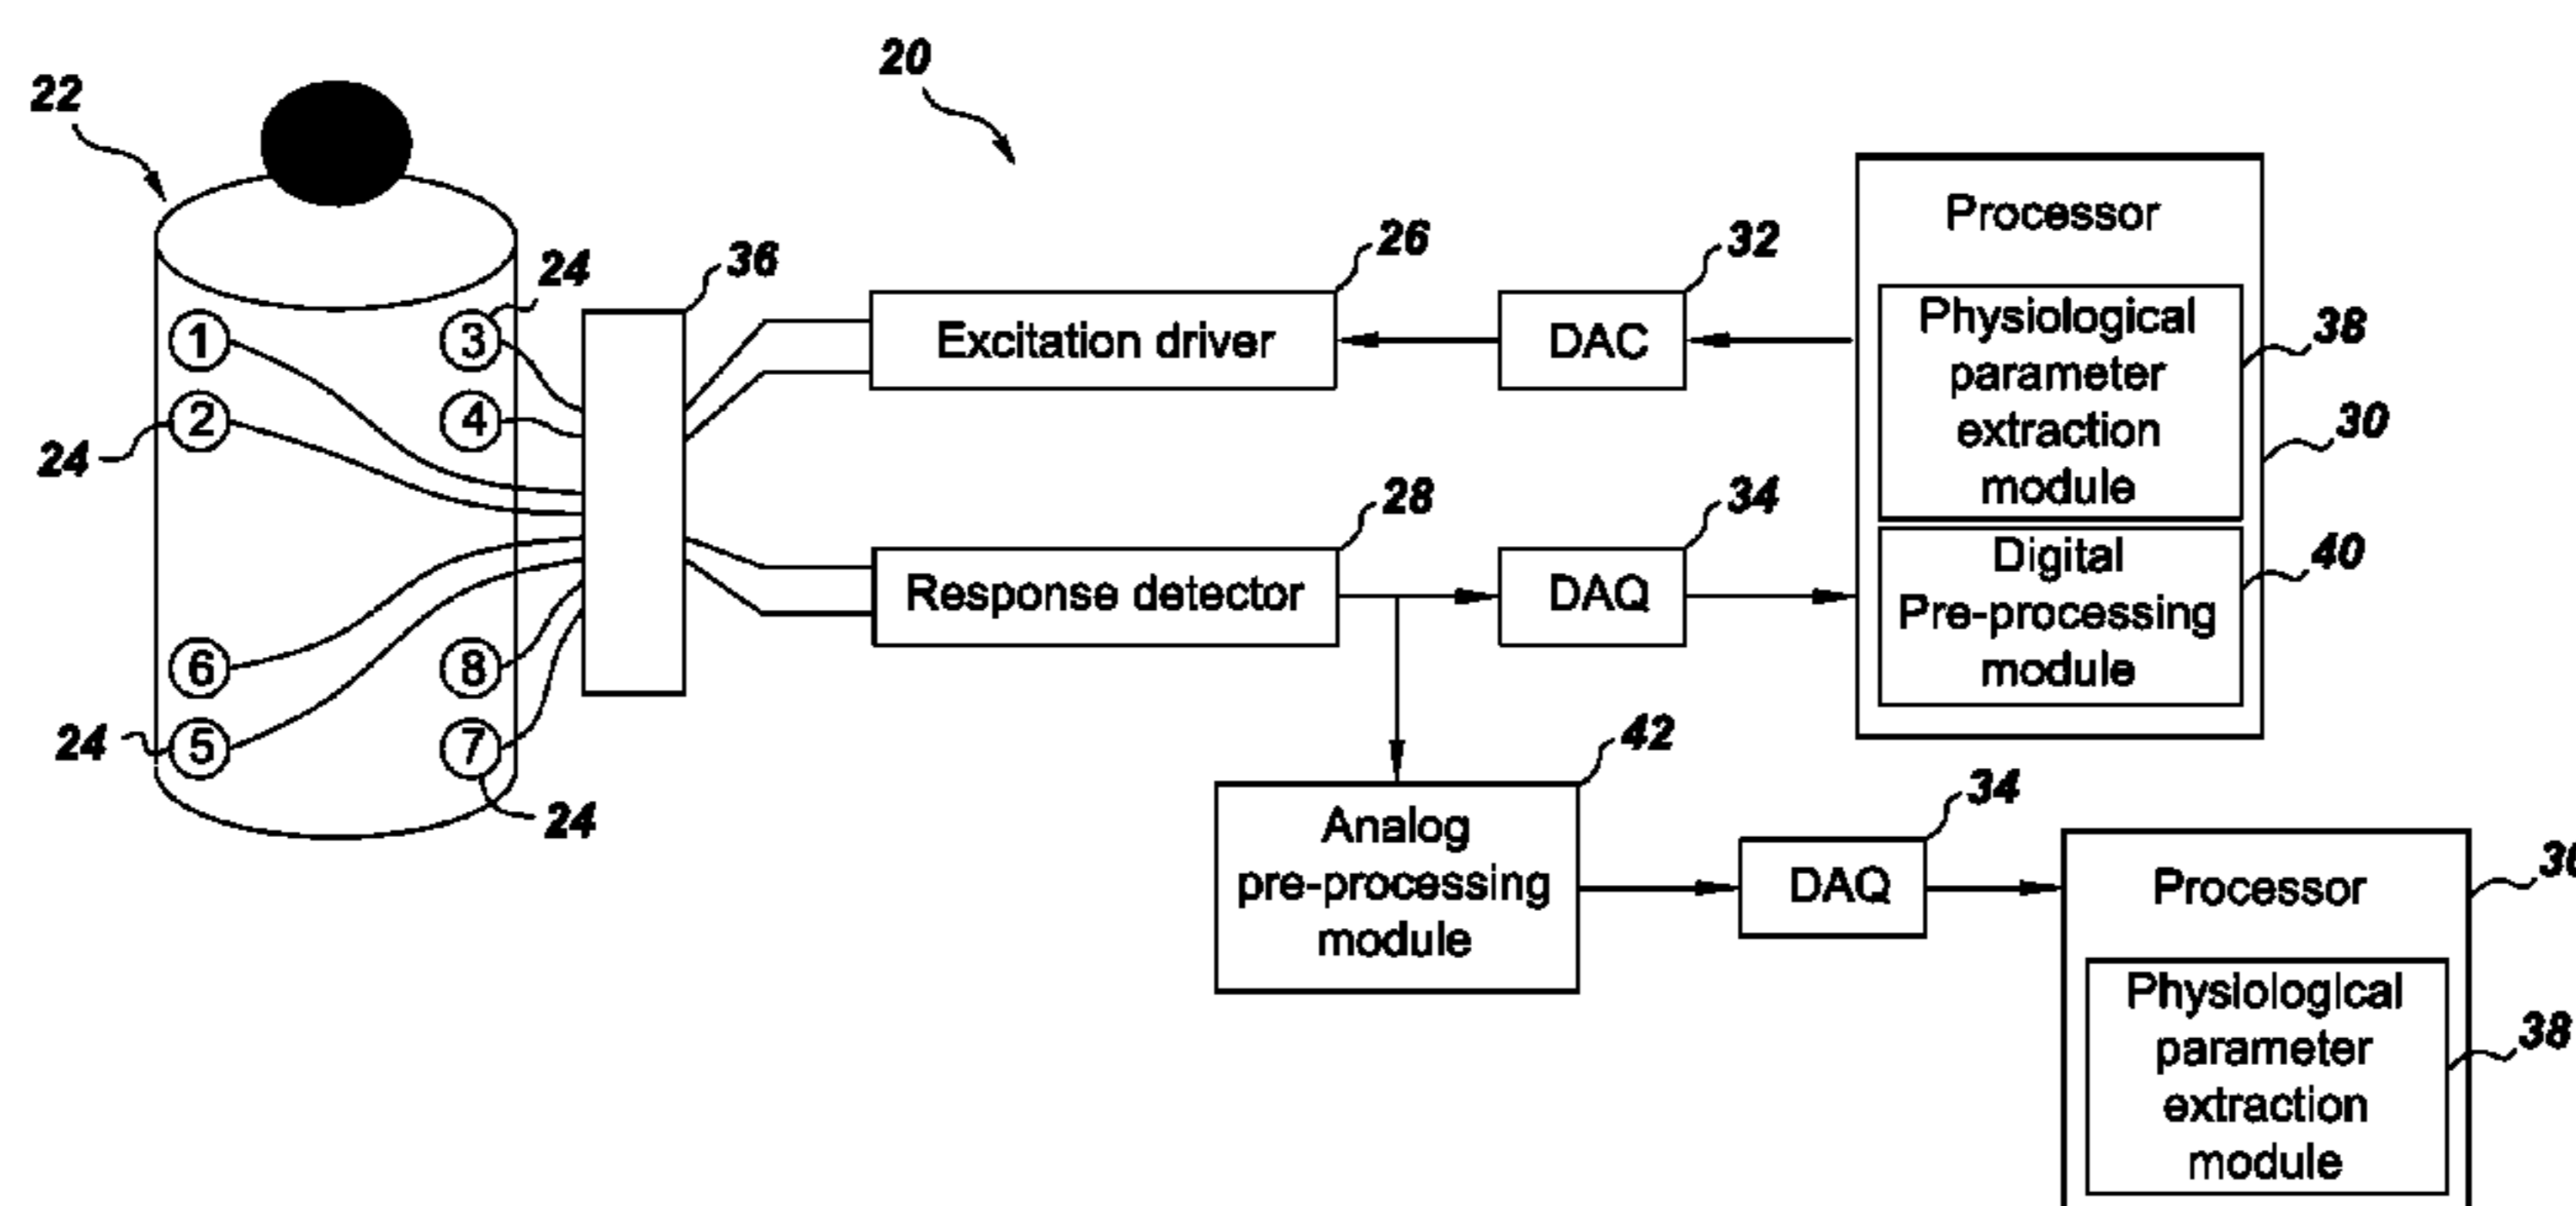 20
22
36
24
26
32
Processor
1
3
Excitation driver
DAC
Physiological
parameter
extraction
module
38
2
4
24
30
28
34
Response detector
DAQ
Digital
Pre-processing
module
40
6
8
24
5
7
24
42
Analog
pre-processing
module
34
DAQ
Processor
Physiological
parameter
extraction
module
38